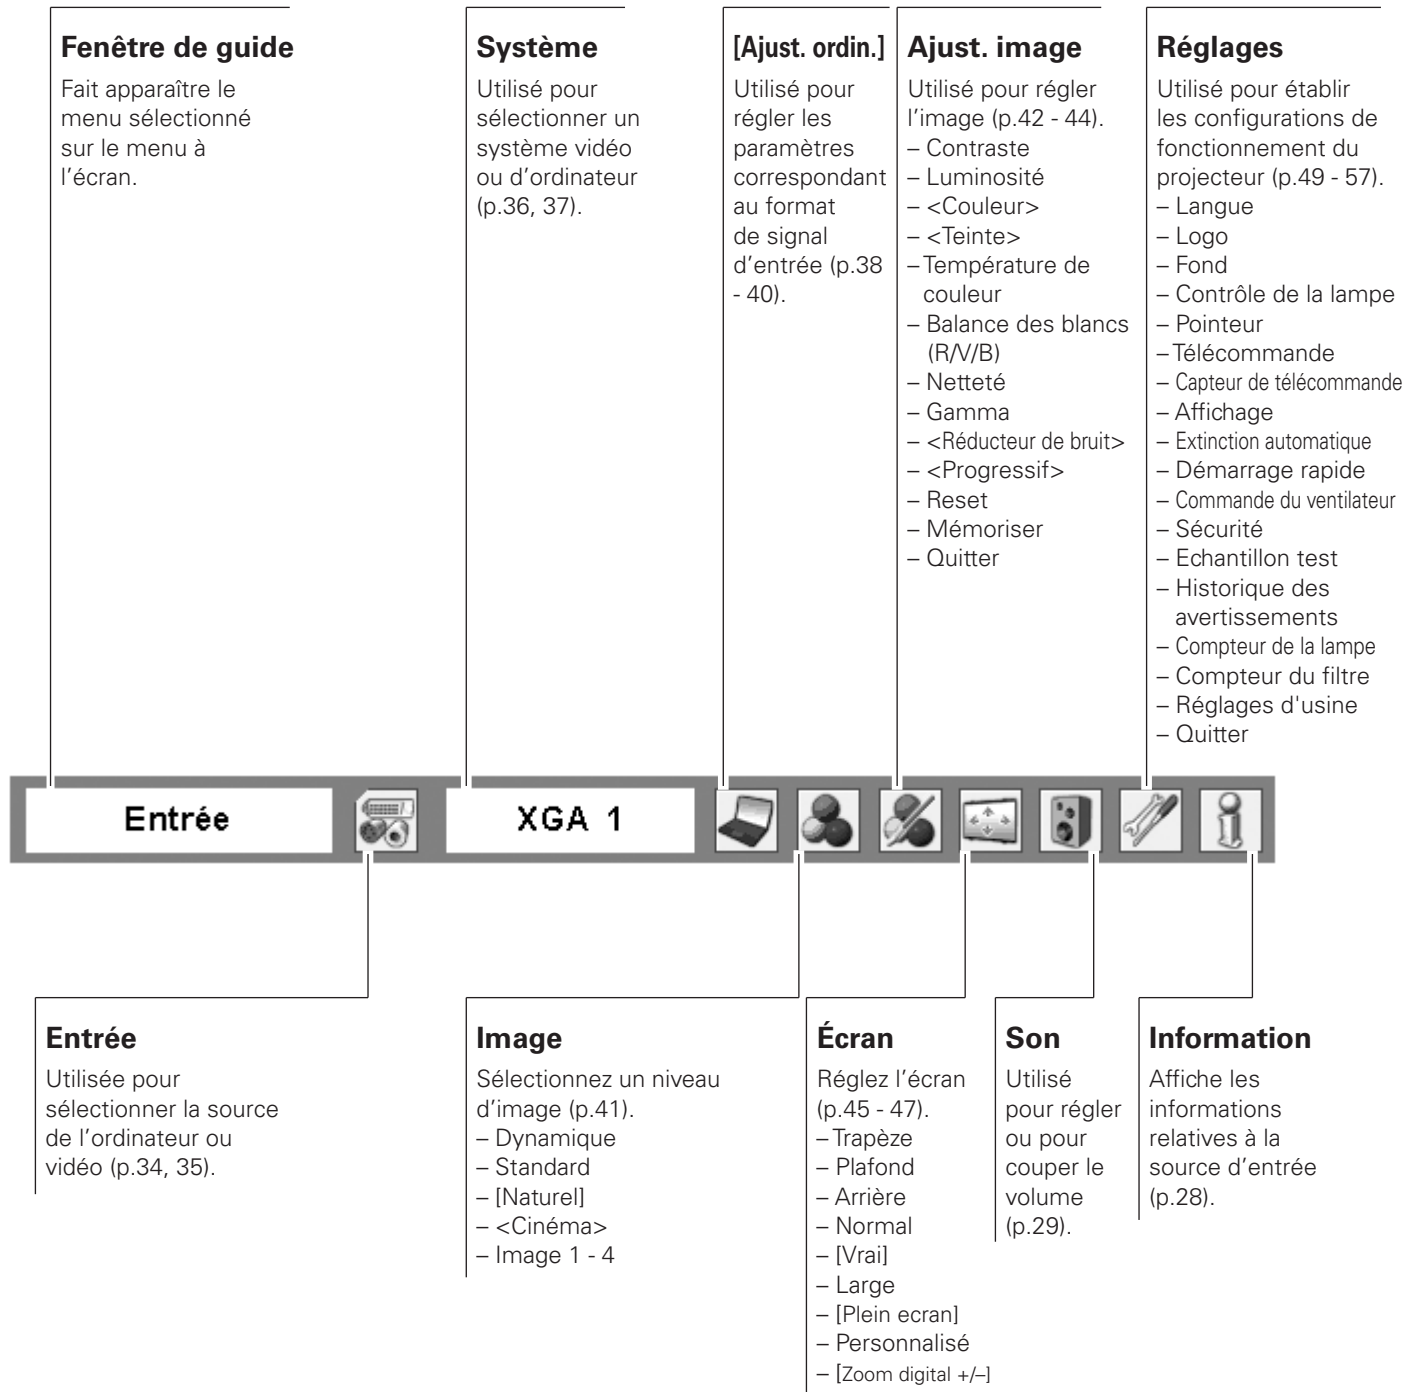 Fenêtre de guide
Fait apparaître le
menu sélectionné
sur le menu à
l’écran.
Système
Utilisé pour
sélectionner un
système vidéo
ou d’ordinateur
(p.36, 37).
[Ajust. ordin.]
Utilisé pour
régler les
paramètres
correspondant
au format
de signal
d’entrée (p.38
- 40).
Ajust. image
Utilisé pour régler
l’image (p.42 - 44).
– Contraste
– Luminosité
– <Couleur>
– <Teinte>
– Température de
couleur
– Balance des blancs
(R/V/B)
– Netteté
– Gamma
– <Réducteur de bruit>
– <Progressif>
– Reset
– Mémoriser
– Quitter
Réglages
Utilisé pour établir
les configurations de
fonctionnement du
projecteur (p.49 - 57).
– Langue
– Logo
– Fond
– Contrôle de la lampe
– Pointeur
– Télécommande
– Capteur de télécommande
– Affichage
– Extinction automatique
– Démarrage rapide
– Commande du ventilateur
– Sécurité
– Echantillon test
– Historique des
avertissements
– Compteur de la lampe
– Compteur du filtre
– Réglages d'usine
– Quitter
Entrée
XGA 1
Entrée
Utilisée pour
sélectionner la source
de l’ordinateur ou
vidéo (p.34, 35).
Image
Sélectionnez un niveau
d’image (p.41).
– Dynamique
– Standard
– [Naturel]
– <Cinéma>
– Image 1 - 4
Écran
Réglez l’écran
(p.45 - 47).
– Trapèze
– Plafond
– Arrière
– Normal
– [Vrai]
– Large
– [Plein ecran]
– Personnalisé
– [Zoom digital +/–]
Son
Utilisé
pour régler
ou pour
couper le
volume
(p.29).
Information
Affiche les
informations
relatives à la
source d’entrée
(p.28).